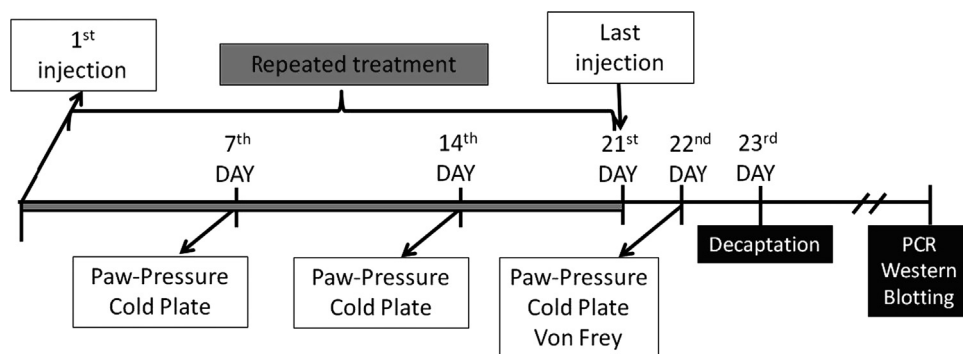 1st
injection
Repeated treatment
Last
injection
7th
DAY
14th
DAY
21st
DAY
22nd
DAY
23rd
DAY
Paw-Pressure
Cold Plate
Paw-Pressure
Cold Plate
Paw-Pressure
Cold Plate
Von Frey
Decaptation
PCR
Western
Blotting